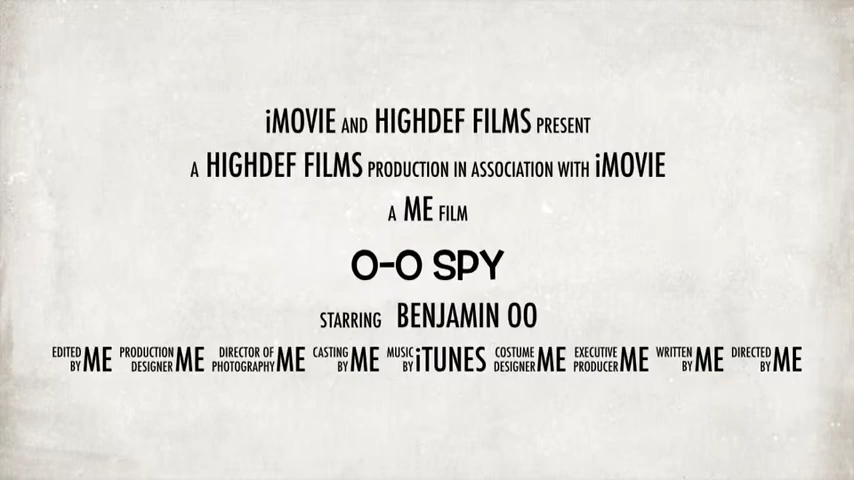 iMOVIE AND HIGHDEF FILMS PRESENT
A HIGHDEF FILMS PRODUCTION IN ASSOCIATION WITH iMOVIE
A ME FILM
O-O SPY
STARRING BENJAMIN OO
EDITED BY ME PRODUCTION DESIGNER ME DIRECTOR OF PHOTOGRAPHY ME CASTING BY ME MUSIC BY iTUNES COSTUME DESIGNER ME EXECUTIVE PRODUCER ME WRITTEN BY ME DIRECTED BY ME